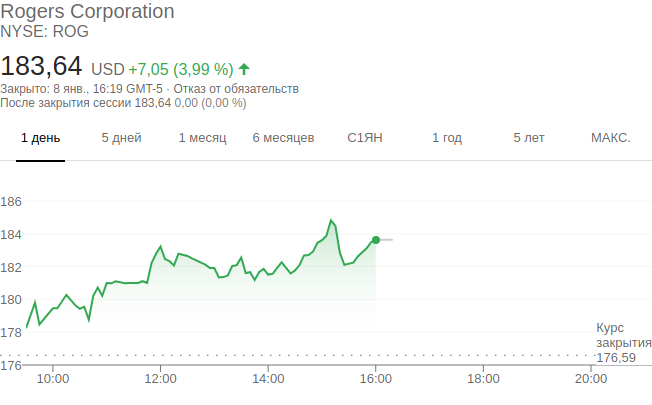 Rogers Corporation
NYSE: ROG
183,64 USD +7,05 (3,99 %)
Закрыто: 8 янв., 16:19 GMT-5 · Отказ от обязательств
После закрытия сессии 183,64 0,00 (0,00 %)
1 день 5 дней 1 месяц 6 месяцев С1ЯН 1 год 5 лет МАКС.
186
184
182
180
178
176
Курс
закрытия
176,59
10:00 12:00 14:00 16:00 18:00 20:00